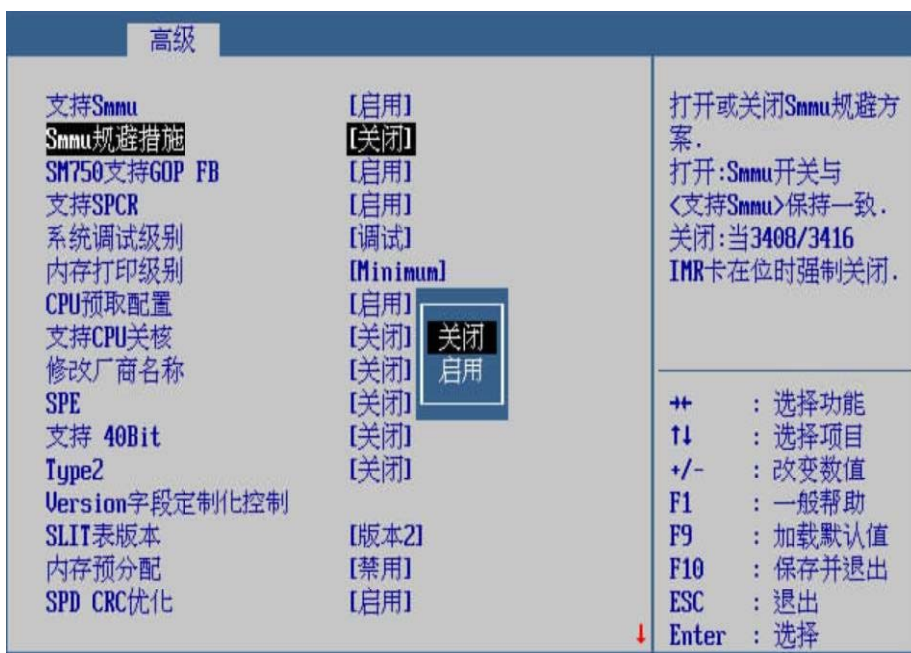 高级
支持Smmu [启用]
Smmu规避措施 [关闭]
SM750支持GOP FB [启用]
支持SPCR [启用]
系统调试级别 [调试]
内存打印级别 [Minimum]
CPU预取配置 [启用]
支持CPU关核 [关闭]
修改厂商名称 [关闭]
SPE [关闭]
支持 40Bit [关闭]
Type2 [关闭]
Version字段定制化控制
SLIT表版本 [版本2]
内存预分配 [禁用]
SPD CRC优化 [启用]
关闭
启用
打开或关闭Smmu规避方
案.
打开:Smmu开关与
<支持Smmu>保持一致.
关闭:当3408/3416
IMR卡在位时强制关闭.
→← : 选择功能
↑↓ : 选择项目
+/- : 改变数值
F1 : 一般帮助
F9 : 加载默认值
F10 : 保存并退出
ESC : 退出
Enter : 选择